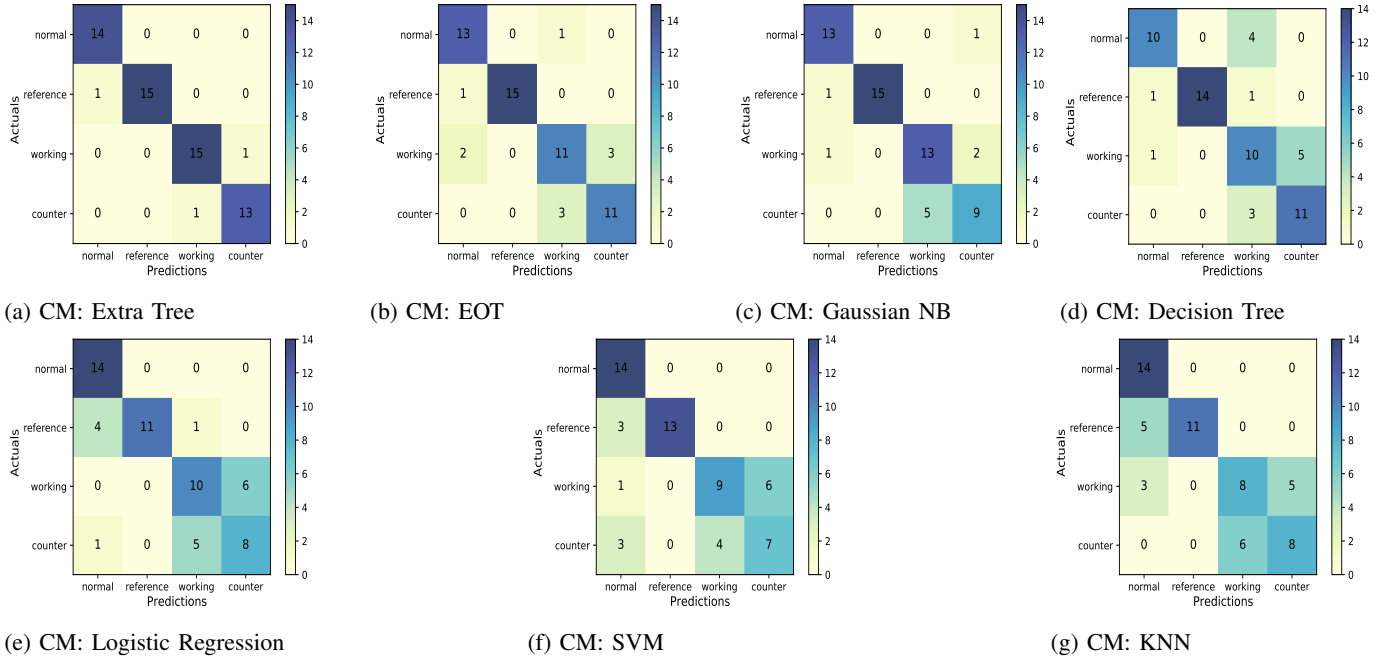 normal 14 0 0 0
reference 1 15 0 0
working 0 0 15 1
counter 0 0 1 13
Actuals
normal reference working counter
Predictions
14
12
10
8
6
4
2
0
(a) CM: Extra Tree
13 0 1 0
1 15 0 0
2 0 11 3
0 0 3 11
normal
reference
working
counter
Actuals
normal reference working counter
Predictions
14
12
10
8
6
4
2
0
(b) CM: EOT
normal 13 0 0 1
reference 1 15 0 0
working 1 0 13 2
counter 0 0 5 9
Actuals
normal reference working counter
Predictions
14
12
10
8
6
4
2
0
(c) CM: Gaussian NB
normal 10 0 4 0
reference 1 14 1 0
working 1 0 10 5
counter 0 0 3 11
Actuals
normal reference working counter
Predictions
14
12
10
8
6
4
2
0
(d) CM: Decision Tree
normal 14 0 0 0
reference 4 11 1 0
working 0 0 10 6
counter 1 0 5 8
Actuals
normal reference working counter
Predictions
14
12
10
8
6
4
2
0
(e) CM: Logistic Regression
normal 14 0 0 0
reference 3 13 0 0
working 1 0 9 6
counter 3 0 4 7
Actuals
normal reference working counter
Predictions
14
12
10
8
6
4
2
0
(f) CM: SVM
normal 14 0 0 0
reference 5 11 0 0
working 3 0 8 5
counter 0 0 6 8
Actuals
normal reference working counter
Predictions
14
12
10
8
6
4
2
0
(g) CM: KNN